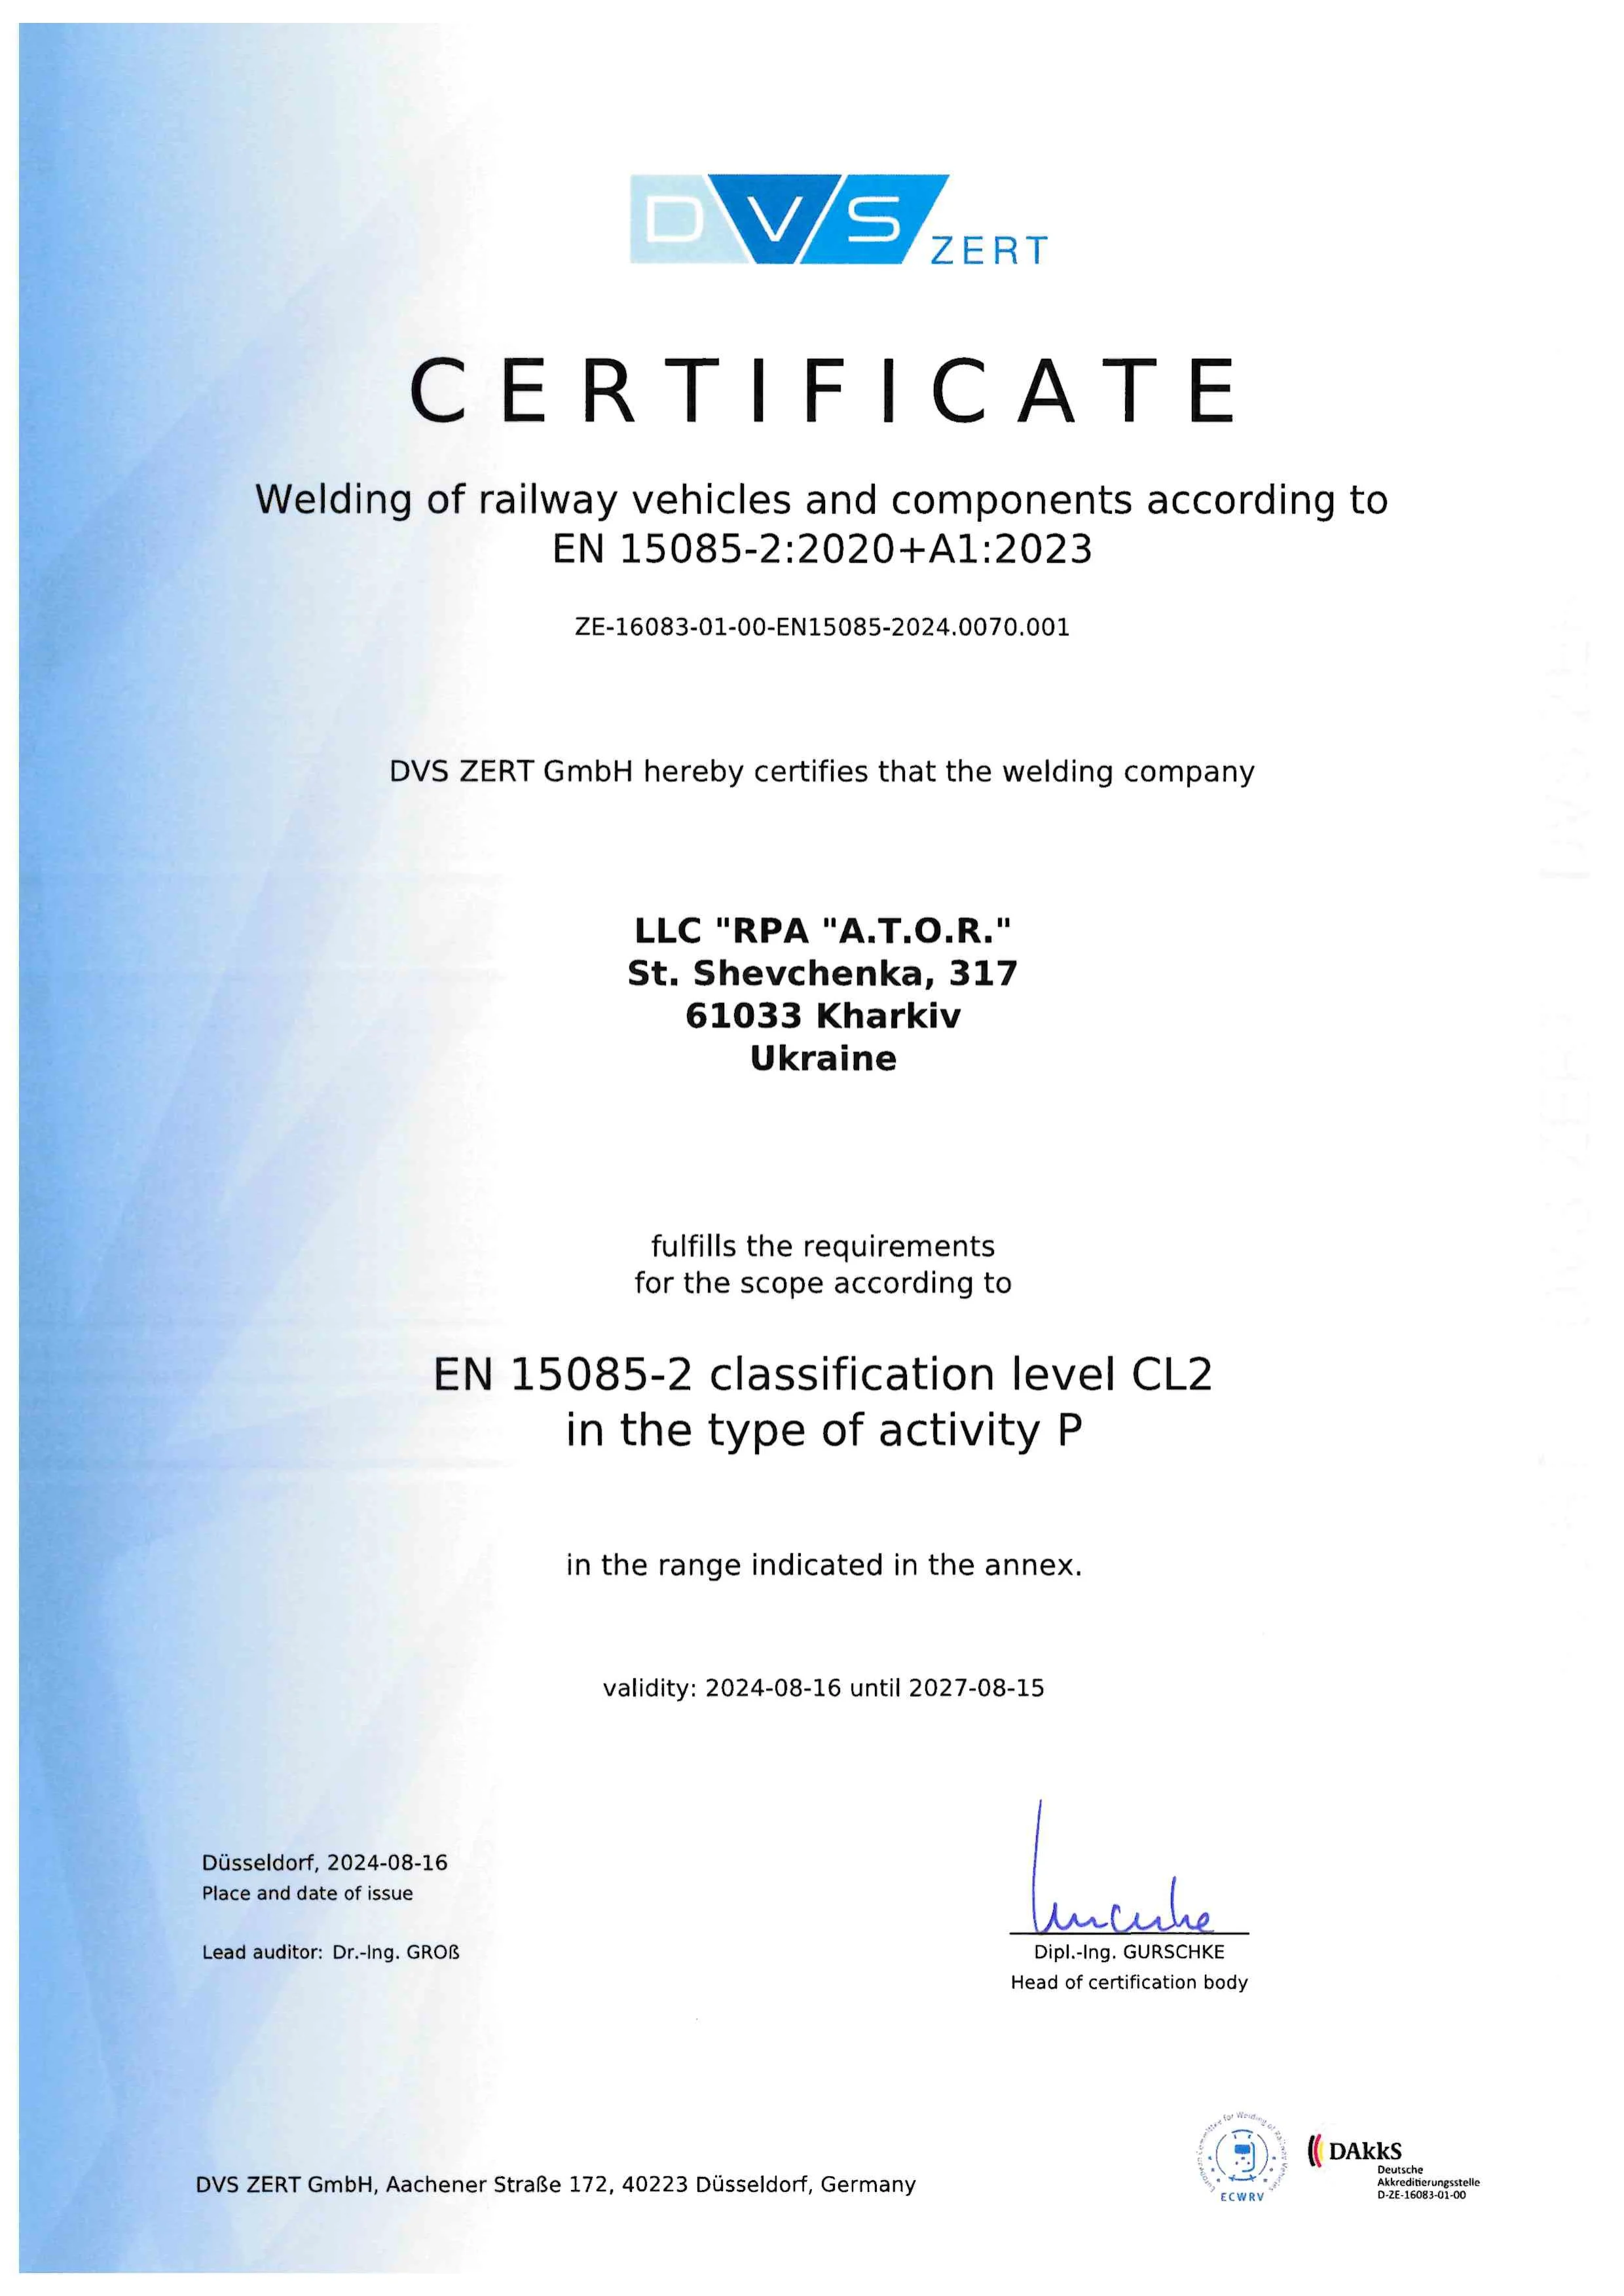 DVS ZERT
CERTIFICATE
Welding of railway vehicles and components according to
EN 15085-2:2020+A1:2023
ZE-16083-01-00-EN15085-2024.0070.001
DVS ZERT GmbH hereby certifies that the welding company
LLC "RPA "A.T.O.R."
St. Shevchenka, 317
61033 Kharkiv
Ukraine
fulfills the requirements
for the scope according to
EN 15085-2 classification level CL2
in the type of activity P
in the range indicated in the annex.
validity: 2024-08-16 until 2027-08-15
Düsseldorf, 2024-08-16
Place and date of issue
Lead auditor: Dr.-Ing. GROß
Dipl.-Ing. GURSCHKE
Head of certification body
DVS ZERT GmbH, Aachener Straße 172, 40223 Düsseldorf, Germany
European Committee for Welding of Railway Vehicles
ECWRV
DAkkS
Deutsche
Akkreditierungsstelle
D-ZE-16083-01-00